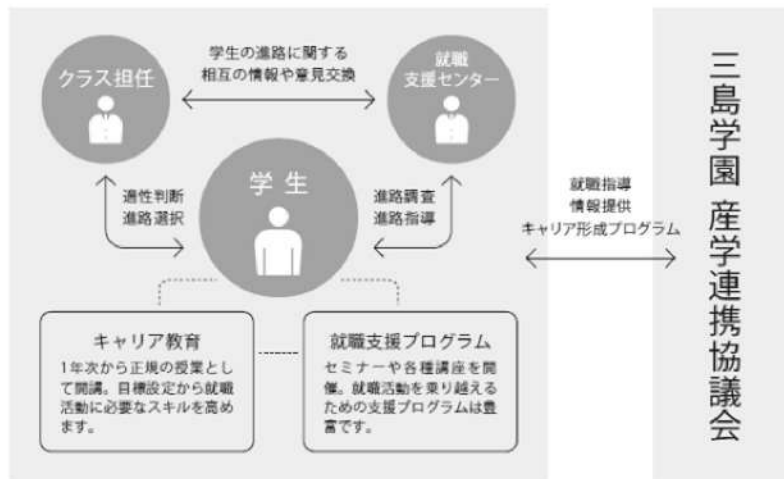 クラス担任
学生の進路に関する
相互の情報や意見交換
就職
支援センター
学生
適性判断
進路選択
進路調査
進路指導
キャリア教育
1年次から正規の授業とし
て開講。目標設定から就職
活動に必要なスキルを高め
ます。
就職支援プログラム
セミナーや各種講座を開
催。就職活動を乗り越える
ための支援プログラムは豊
富です。
就職指導
情報提供
キャリア形成プログラム
三島学園 産学連携協議会